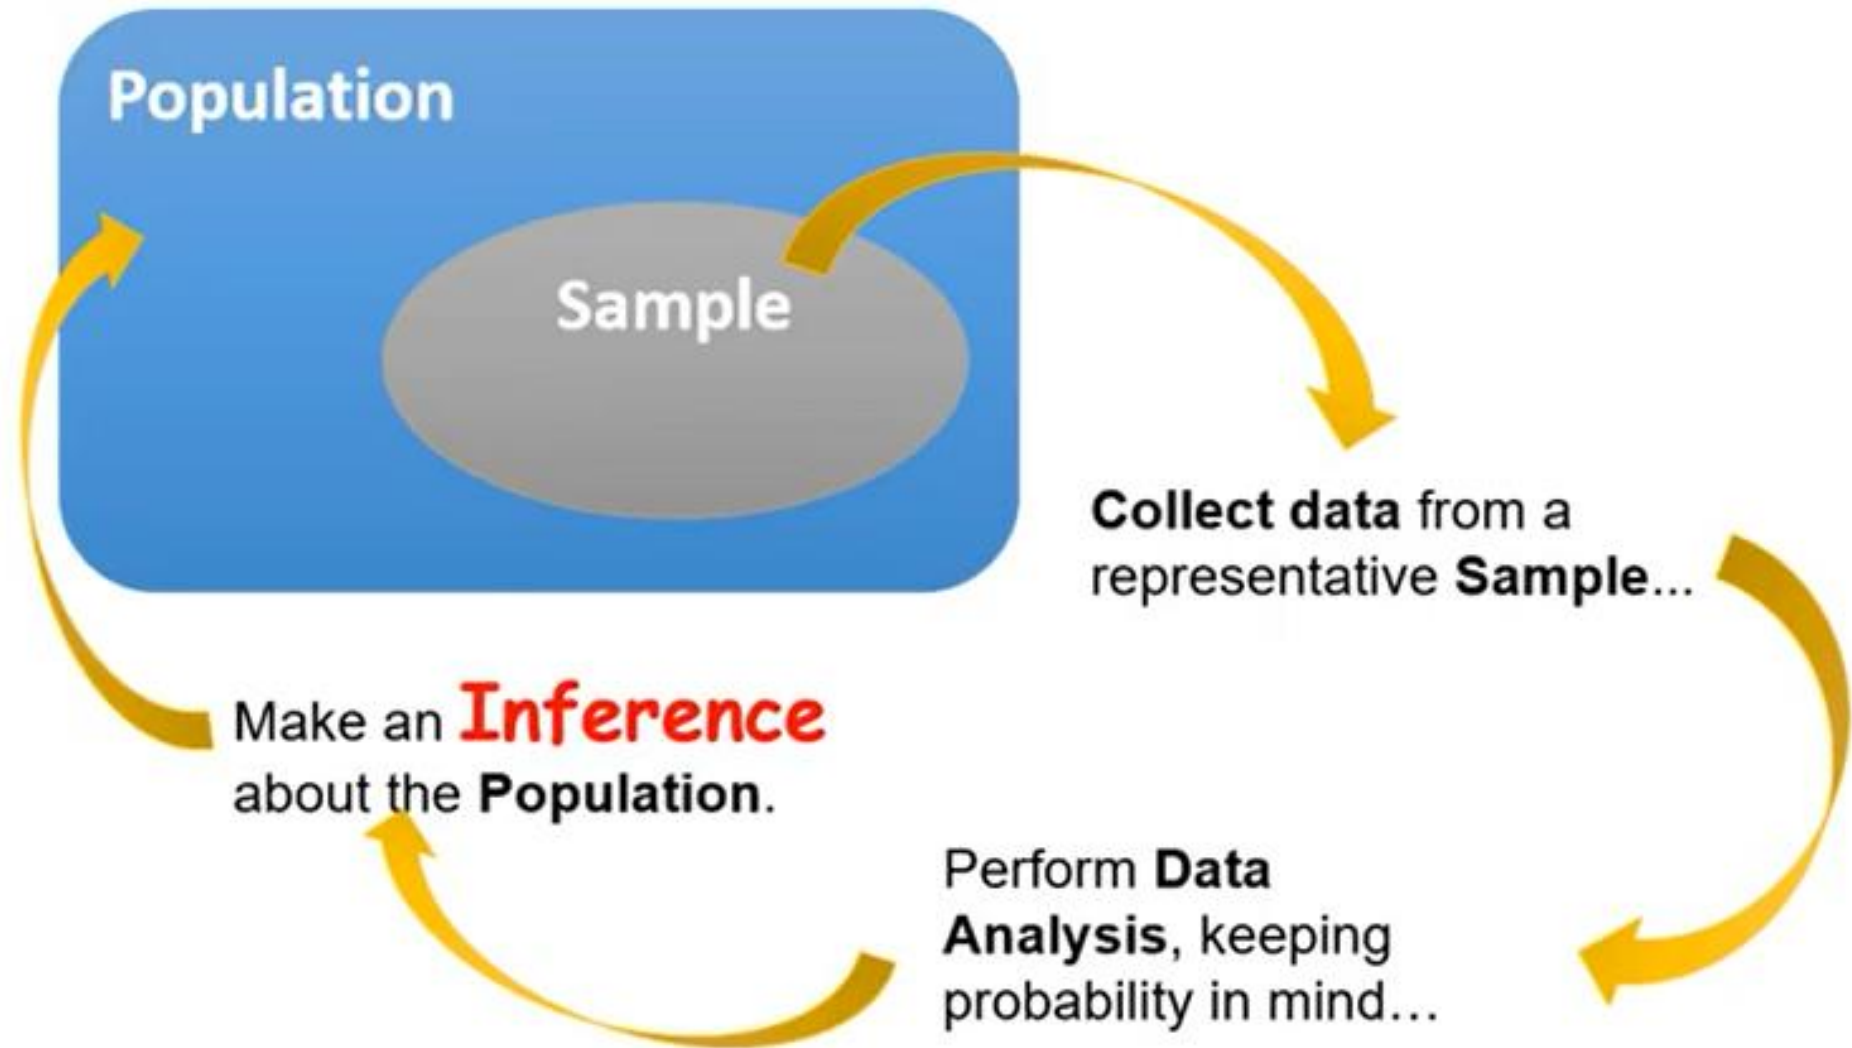 Population
Sample
Collect data from a
representative Sample...
Perform Data
Analysis, keeping
probability in mind...
Make an Inference
about the Population.